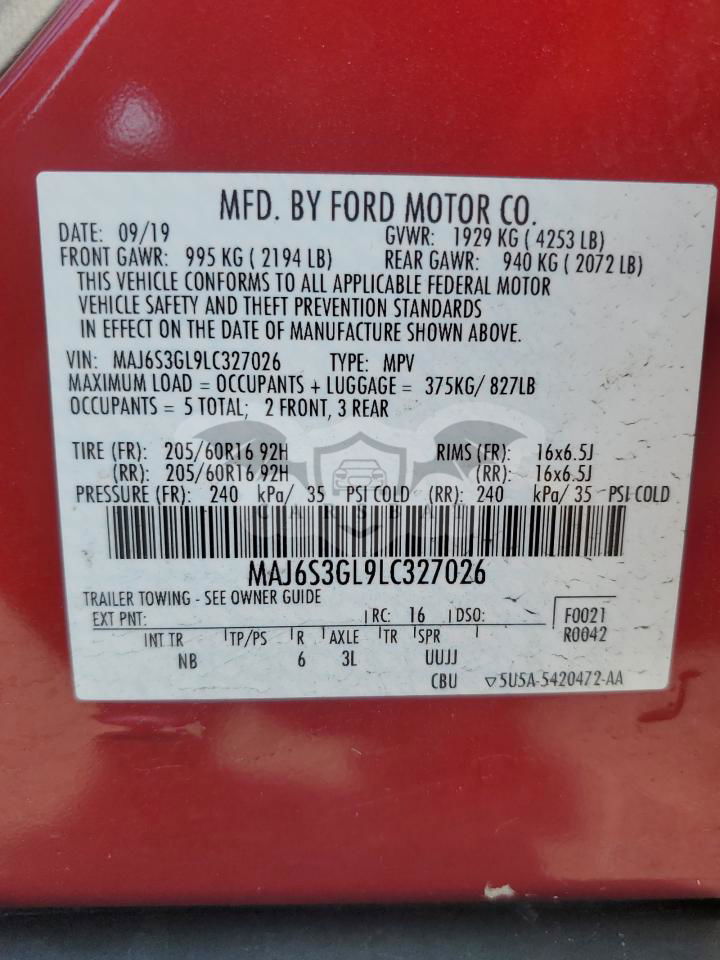 MFD. BY FORD MOTOR CO.
DATE: 09/19 GVWR: 1929 KG ( 4253 LB)
FRONT GAWR: 995 KG ( 2194 LB) REAR GAWR: 940 KG ( 2072 LB)
THIS VEHICLE CONFORMS TO ALL APPLICABLE FEDERAL MOTOR
VEHICLE SAFETY AND THEFT PREVENTION STANDARDS
IN EFFECT ON THE DATE OF MANUFACTURE SHOWN ABOVE.
VIN: MAJ6S3GL9LC327026 TYPE: MPV
MAXIMUM LOAD = OCCUPANTS + LUGGAGE = 375KG/ 827LB
OCCUPANTS = 5 TOTAL; 2 FRONT, 3 REAR
TIRE (FR): 205/60R16 92H RIMS (FR): 16x6.5J
(RR): 205/60R16 92H (RR): 16x6.5J
PRESSURE (FR): 240 kPa/ 35 PSI COLD (RR): 240 kPa/ 35 PSI COLD
MAJ6S3GL9LC327026
TRAILER TOWING - SEE OWNER GUIDE
EXT PNT: RC: 16 DSO: F0021
INT TR TP/PS R AXLE TR SPR R0042
NB 6 3L UUJJ
CBU ▽5U5A-5420472-AA